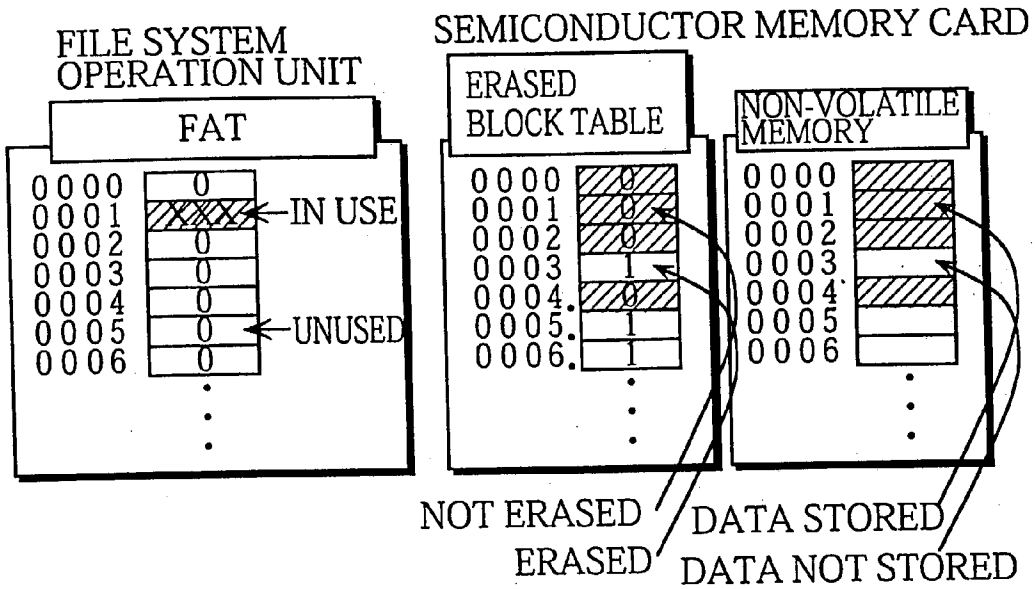 FILE SYSTEM
OPERATION UNIT
FAT
0000 0
0001 XXX
IN USE
0002 0
0003 0
0004 0
0005 0
UNUSED
0006 0
SEMICONDUCTOR MEMORY CARD
ERASED
BLOCK TABLE
0000 0
0001 0
0002 0
0003 1
0004 0
0005 1
0006 1
NON-VOLATILE
MEMORY
0000
0001
0002
0003
0004
0005
0006
NOT ERASED
ERASED
DATA STORED
DATA NOT STORED